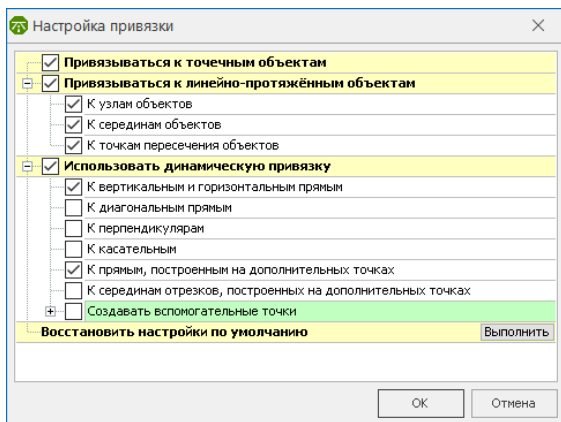 Настройка привязки
Привязываться к точечным объектам
Привязываться к линейно-протяжённым объектам
К узлам объектов
К серединам объектов
К точкам пересечения объектов
Использовать динамическую привязку
К вертикальным и горизонтальным прямым
К диагональным прямым
К перпендикулярам
К касательным
К прямым, построенным на дополнительных точках
К серединам отрезков, построенных на дополнительных точках
Создавать вспомогательные точки
Восстановить настройки по умолчанию Выполнить
ОК Отмена